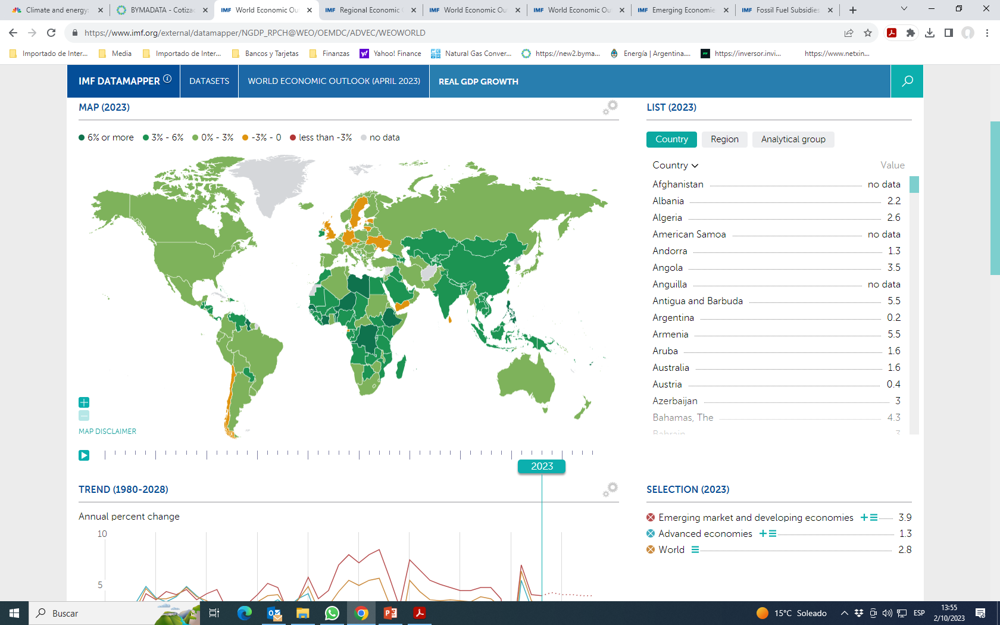 Climate and energy:
BYMADATA - Cotiza
IMF World Economic Ou
IMF Regional Economic
IMF World Economic Ou
IMF World Economic Ou
IMF Emerging Economie
IMF Fossil Fuel Subsidies
https://www.imf.org/external/datamapper/NGDP_RPCH@WEO/OEMDC/ADVEC/WEOWORLD
Importado de Inter...
Media
Importado de Inter...
Bancos y Tarjetas
Finanzas
Yahoo! Finance
Natural Gas Conver...
https://new2.byma...
Energía | Argentina....
https://inversor.invi...
https://www.netxin...
IMF DATAMAPPER
DATASETS
WORLD ECONOMIC OUTLOOK (APRIL 2023)
REAL GDP GROWTH
MAP (2023)
6% or more
3% - 6%
0% - 3%
-3% - 0
less than -3%
no data
MAP DISCLAIMER
2023
LIST (2023)
Country
Region
Analytical group
Country Value
Afghanistan no data
Albania 2.2
Algeria 2.6
American Samoa no data
Andorra 1.3
Angola 3.5
Anguilla no data
Antigua and Barbuda 5.5
Argentina 0.2
Armenia 5.5
Aruba 1.6
Australia 1.6
Austria 0.4
Azerbaijan 3
Bahamas, The 4.3
Bahrain 3
TREND (1980-2028)
Annual percent change
10
5
SELECTION (2023)
Emerging market and developing economies 3.9
Advanced economies 1.3
World 2.8
Buscar
15°C Soleado
ESP
13:55
2/10/2023